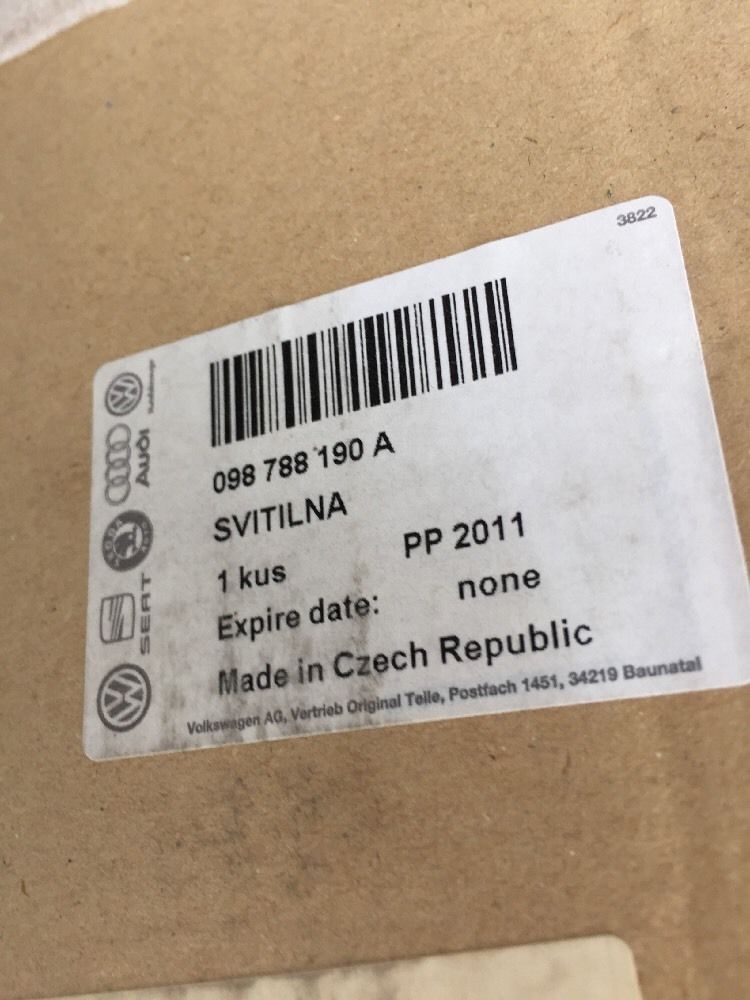 3822
098 788 190 A
SVITILNA
1 kus
PP 2011
Expire date:
none
Made in Czech Republic
Volkswagen AG, Vertrieb Original Teile, Postfach 1451, 34219 Baunatal
Audi
SKODA
SEAT